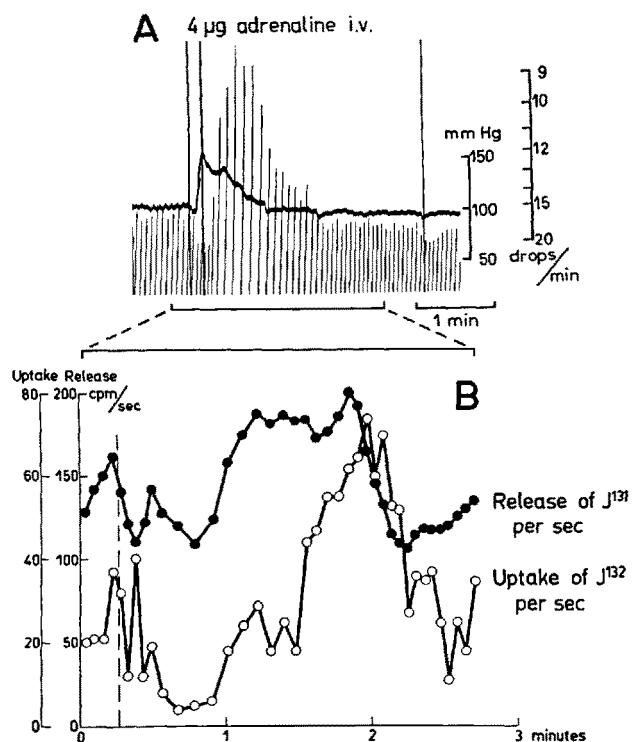 A 4 µg adrenaline i.v.
mm Hg
150
100
50
9
10
12
15
20
drops/min
1 min
Uptake Release
80 200 cpm/sec
60 150
40 100
20 50
0 0
B
Release of J131
per sec
Uptake of J132
per sec
0 1 2 3 minutes